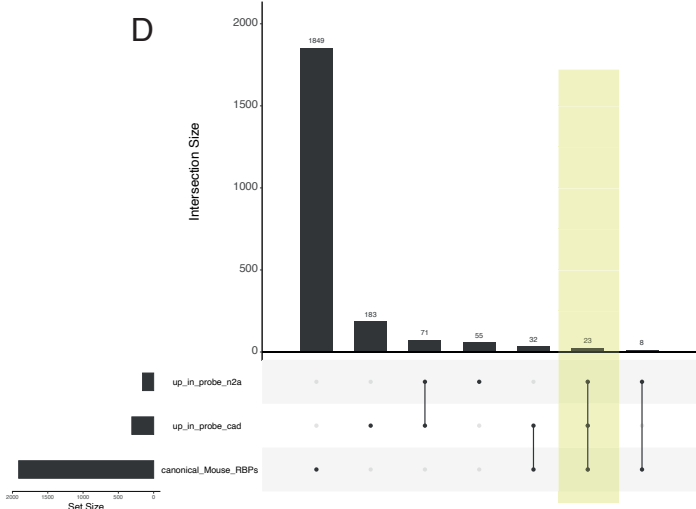 D
2000
1849
1500
Intersection Size
1000
500
183
71
55
32
23
8
0
up_in_probe_n2a
up_in_probe_cad
canonical_Mouse_RBPs
2000 1500 1000 500 0
Set Size